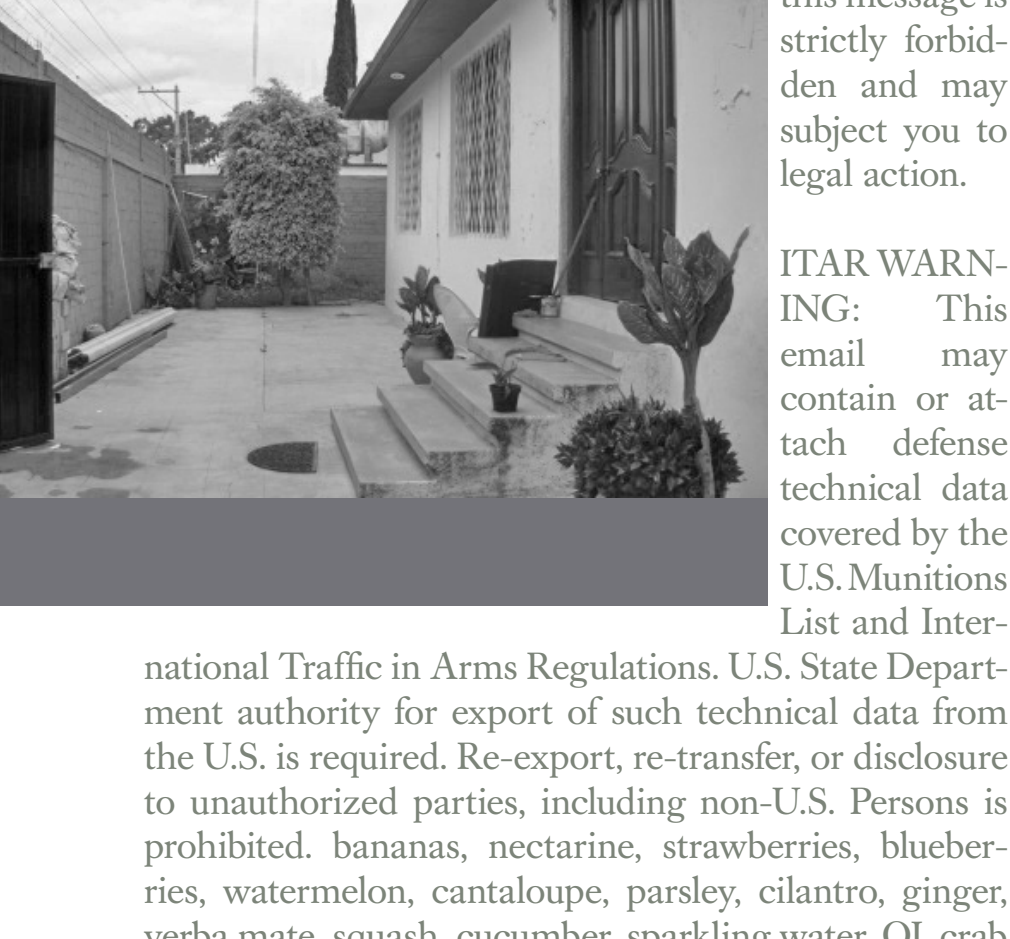 this message is
strictly forbid-
den and may
subject you to
legal action.
ITAR WARN-
ING: This
email may
contain or at-
tach defense
technical data
covered by the
U.S. Munitions
List and Inter-
national Traffic in Arms Regulations. U.S. State Depart-
ment authority for export of such technical data from
the U.S. is required. Re-export, re-transfer, or disclosure
to unauthorized parties, including non-U.S. Persons is
prohibited. bananas, nectarine, strawberries, blueber-
ries, watermelon, cantaloupe, parsley, cilantro, ginger,
yerba mate, squash, cucumber, sparkling water, OJ, crab